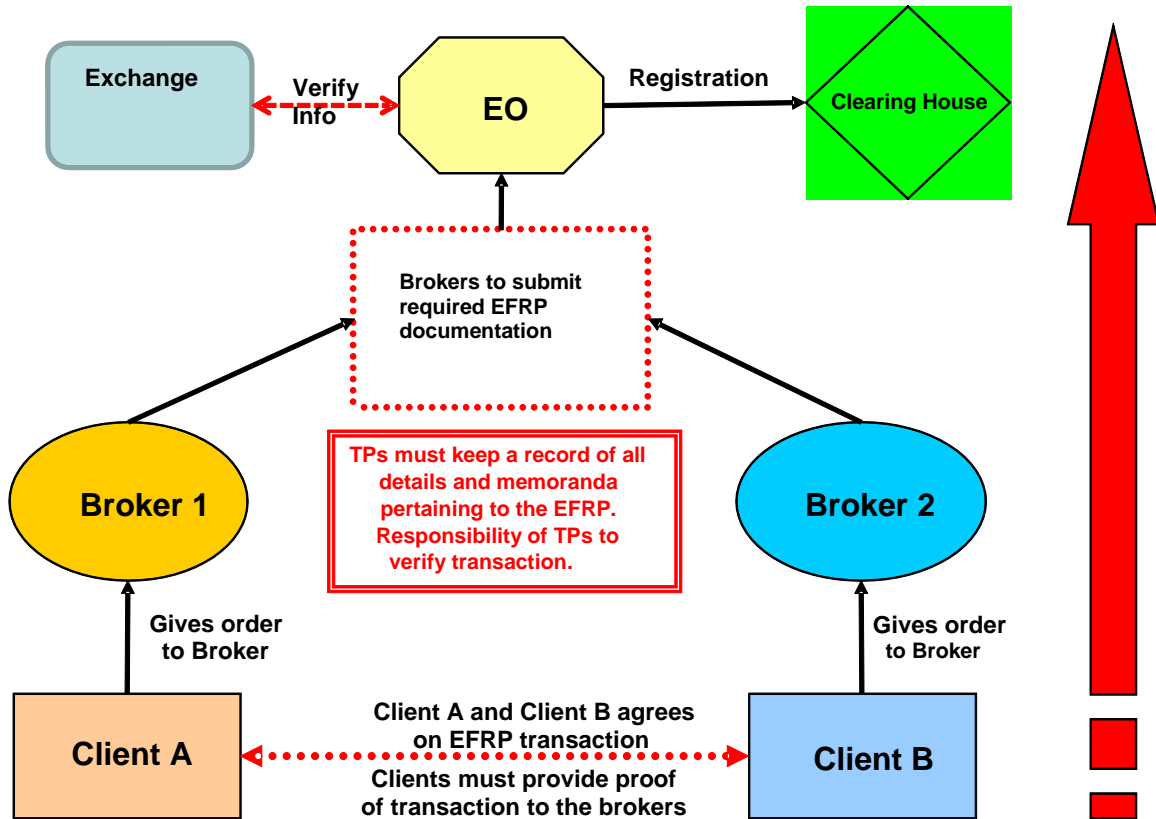 Exchange
Verify
Info
EO
Registration
Clearing House
Brokers to submit
required EFRP
documentation
TPs must keep a record of all
details and memoranda
pertaining to the EFRP.
Responsibility of TPs to
verify transaction.
Broker 1
Broker 2
Gives order
to Broker
Gives order
to Broker
Client A
Client A and Client B agrees
on EFRP transaction
Clients must provide proof
of transaction to the brokers
Client B